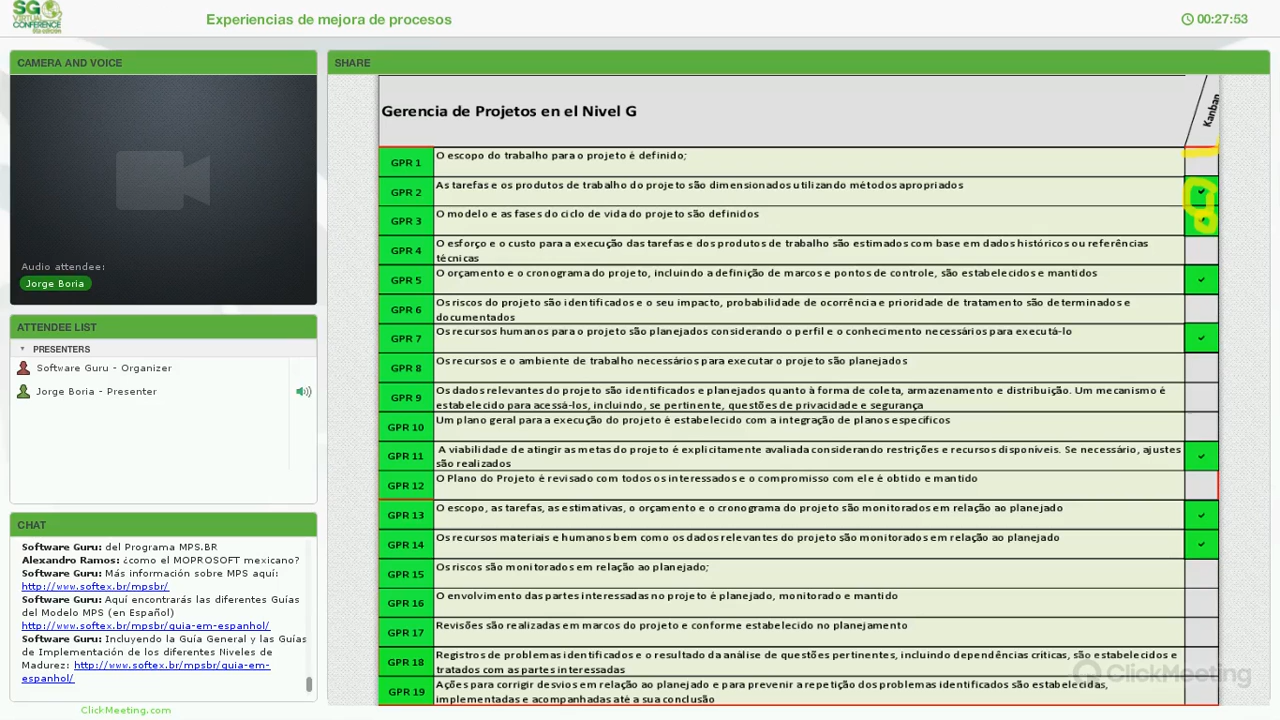 SG
VIRTUAL
CONFERENCE
Experiencias de mejora de procesos
00:27:53
CAMERA AND VOICE
Audio attendee:
Jorge Boria
ATTENDEE LIST
PRESENTERS
Software Guru - Organizer
Jorge Boria - Presenter
CHAT
Software Guru: del Programa MPS.BR
Alexandro Ramos: ¿como el MOPROSOFT mexicano?
Software Guru: Más información sobre MPS aquí:
http://www.softex.br/mpsbr/
Software Guru: Aquí encontrarás las diferentes Guías
del Modelo MPS (en Español)
http://www.softex.br/mpsbr/guia-em-espanhol/
Software Guru: Incluyendo la Guía General y las Guías
de Implementación de los diferentes Niveles de
Madurez: http://www.softex.br/mpsbr/guia-em-
espanhol/
ClickMeeting.com
SHARE
Gerencia de Projetos en el Nivel G
Kanban
GPR 1 O escopo do trabalho para o projeto é definido;
GPR 2 As tarefas e os produtos de trabalho do projeto são dimensionados utilizando métodos apropriados
GPR 3 O modelo e as fases do ciclo de vida do projeto são definidos
GPR 4 O esforço e o custo para a execução das tarefas e dos produtos de trabalho são estimados com base em dados históricos ou referências
técnicas
GPR 5 O orçamento e o cronograma do projeto, incluindo a definição de marcos e pontos de controle, são estabelecidos e mantidos
GPR 6 Os riscos do projeto são identificados e o seu impacto, probabilidade de ocorrência e prioridade de tratamento são determinados e
documentados
GPR 7 Os recursos humanos para o projeto são planejados considerando o perfil e o conhecimento necessários para executá-lo
GPR 8 Os recursos e o ambiente de trabalho necessários para executar o projeto são planejados
GPR 9 Os dados relevantes do projeto são identificados e planejados quanto à forma de coleta, armazenamento e distribuição. Um mecanismo é
estabelecido para acessá-los, incluindo, se pertinente, questões de privacidade e segurança
GPR 10 Um plano geral para a execução do projeto é estabelecido com a integração de planos específicos
GPR 11 A viabilidade de atingir as metas do projeto é explicitamente avaliada considerando restrições e recursos disponíveis. Se necessário, ajustes
são realizados
GPR 12 O Plano do Projeto é revisado com todos os interessados e o compromisso com ele é obtido e mantido
GPR 13 O escopo, as tarefas, as estimativas, o orçamento e o cronograma do projeto são monitorados em relação ao planejado
GPR 14 Os recursos materiais e humanos bem como os dados relevantes do projeto são monitorados em relação ao planejado
GPR 15 Os riscos são monitorados em relação ao planejado;
GPR 16 O envolvimento das partes interessadas no projeto é planejado, monitorado e mantido
GPR 17 Revisões são realizadas em marcos do projeto e conforme estabelecido no planejamento
GPR 18 Registros de problemas identificados e o resultado da análise de questões pertinentes, incluindo dependências críticas, são estabelecidos e
tratados com as partes interessadas
GPR 19 Ações para corrigir desvios em relação ao planejado e para prevenir a repetição dos problemas identificados são estabelecidas,
implementadas e acompanhadas até a sua conclusão
ClickMeeting